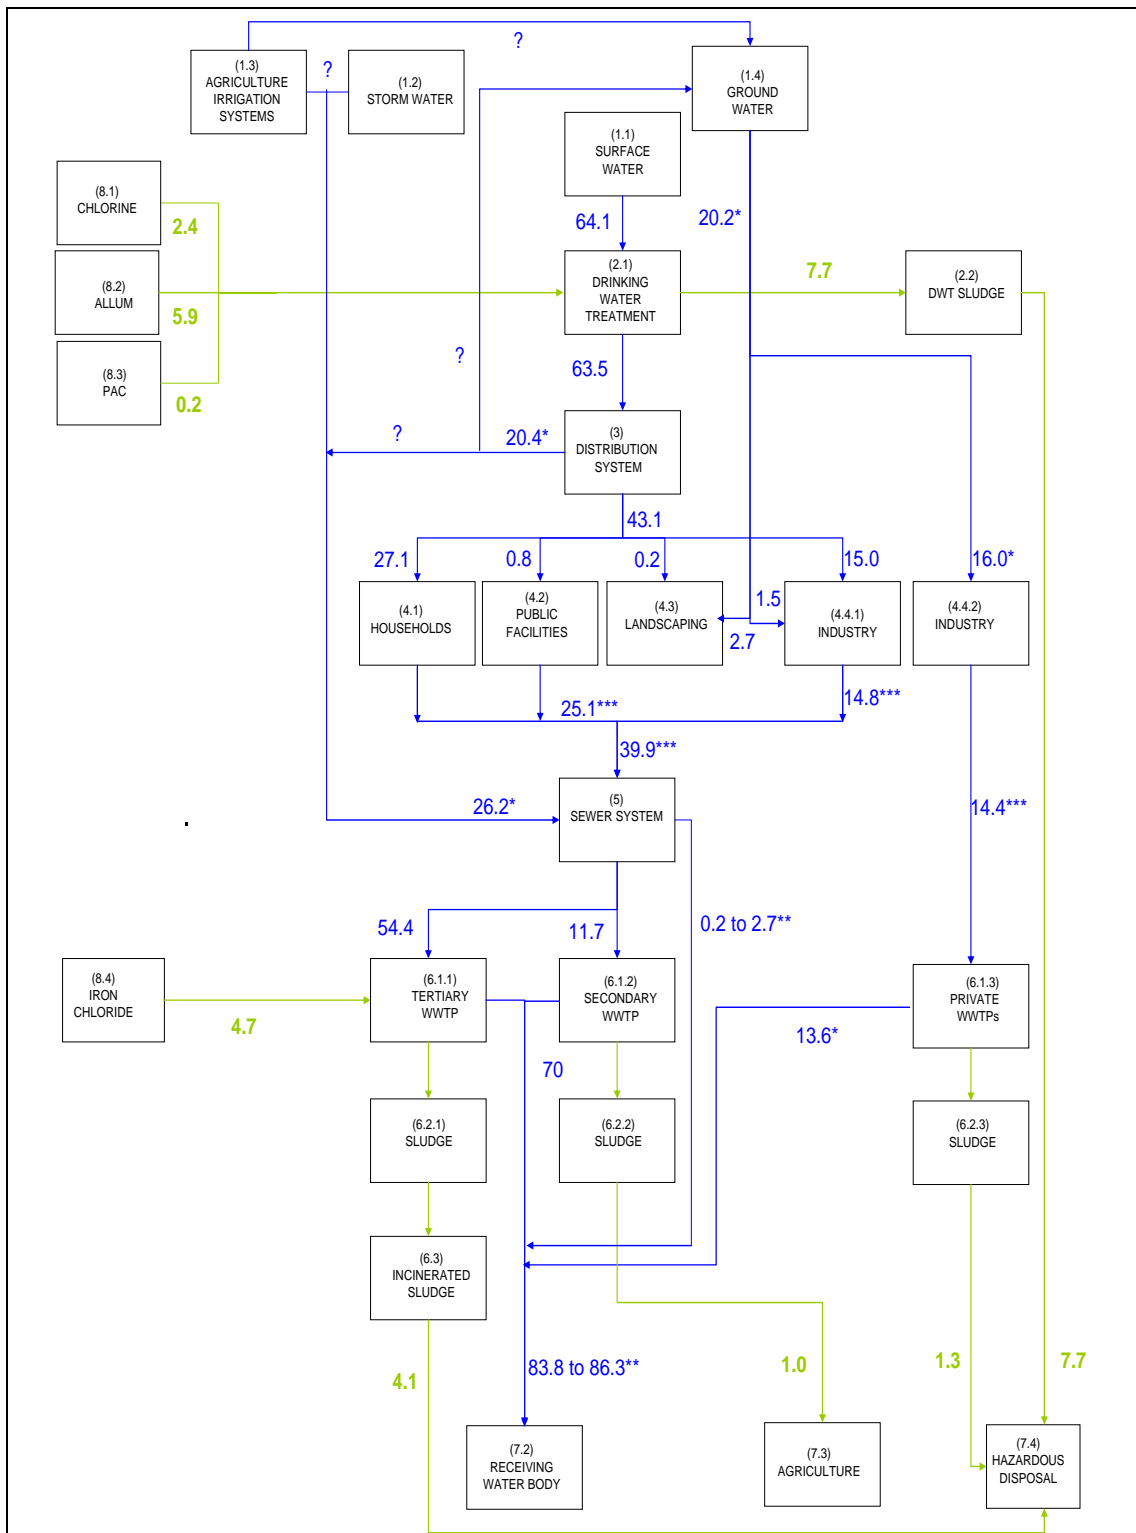 ?
(1.3)
AGRICULTURE
IRRIGATION
SYSTEMS
?
(1.2)
STORM WATER
(1.4)
GROUND
WATER
(1.1)
SURFACE
WATER
(8.1)
CHLORINE
2.4
64.1
20.2*
(8.2)
ALLUM
5.9
(2.1)
DRINKING
WATER
TREATMENT
7.7
(2.2)
DWT SLUDGE
(8.3)
PAC
0.2
?
63.5
?
20.4*
(3)
DISTRIBUTION
SYSTEM
43.1
27.1
0.8
0.2
15.0
16.0*
(4.1)
HOUSEHOLDS
(4.2)
PUBLIC
FACILITIES
(4.3)
LANDSCAPING
1.5
2.7
(4.4.1)
INDUSTRY
(4.4.2)
INDUSTRY
25.1***
14.8***
39.9***
26.2*
(5)
SEWER SYSTEM
14.4***
54.4
11.7
0.2 to 2.7**
(8.4)
IRON
CHLORIDE
4.7
(6.1.1)
TERTIARY
WWTP
(6.1.2)
SECONDARY
WWTP
(6.1.3)
PRIVATE
WWTPs
13.6*
70
(6.2.1)
SLUDGE
(6.2.2)
SLUDGE
(6.2.3)
SLUDGE
(6.3)
INCINERATED
SLUDGE
4.1
83.8 to 86.3**
1.0
1.3
7.7
(7.2)
RECEIVING
WATER BODY
(7.3)
AGRICULTURE
(7.4)
HAZARDOUS
DISPOSAL